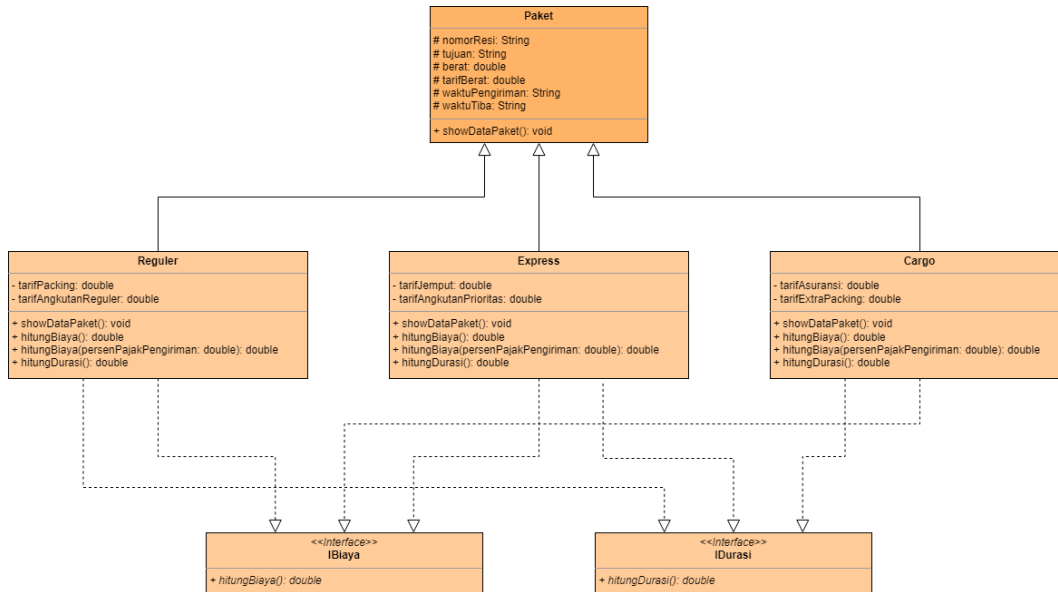 Paket
# nomorResi: String
# tujuan: String
# berat: double
# tarifBerat: double
# waktuPengiriman: String
# waktuTiba: String
+ showDataPaket(): void
Reguler
- tarifPacking: double
- tarifAngkutanReguler: double
+ showDataPaket(): void
+ hitungBiaya(): double
+ hitungBiaya(persenPajakPengiriman: double): double
+ hitungDurasi(): double
Express
- tarifJemput: double
- tarifAngkutanPrioritas: double
+ showDataPaket(): void
+ hitungBiaya(): double
+ hitungBiaya(persenPajakPengiriman: double): double
+ hitungDurasi(): double
Cargo
- tarifAsuransi: double
- tarifExtraPacking: double
+ showDataPaket(): void
+ hitungBiaya(): double
+ hitungBiaya(persenPajakPengiriman: double): double
+ hitungDurasi(): double
<<Interface>>
IBiaya
+ hitungBiaya(): double
<<Interface>>
IDurasi
+ hitungDurasi(): double